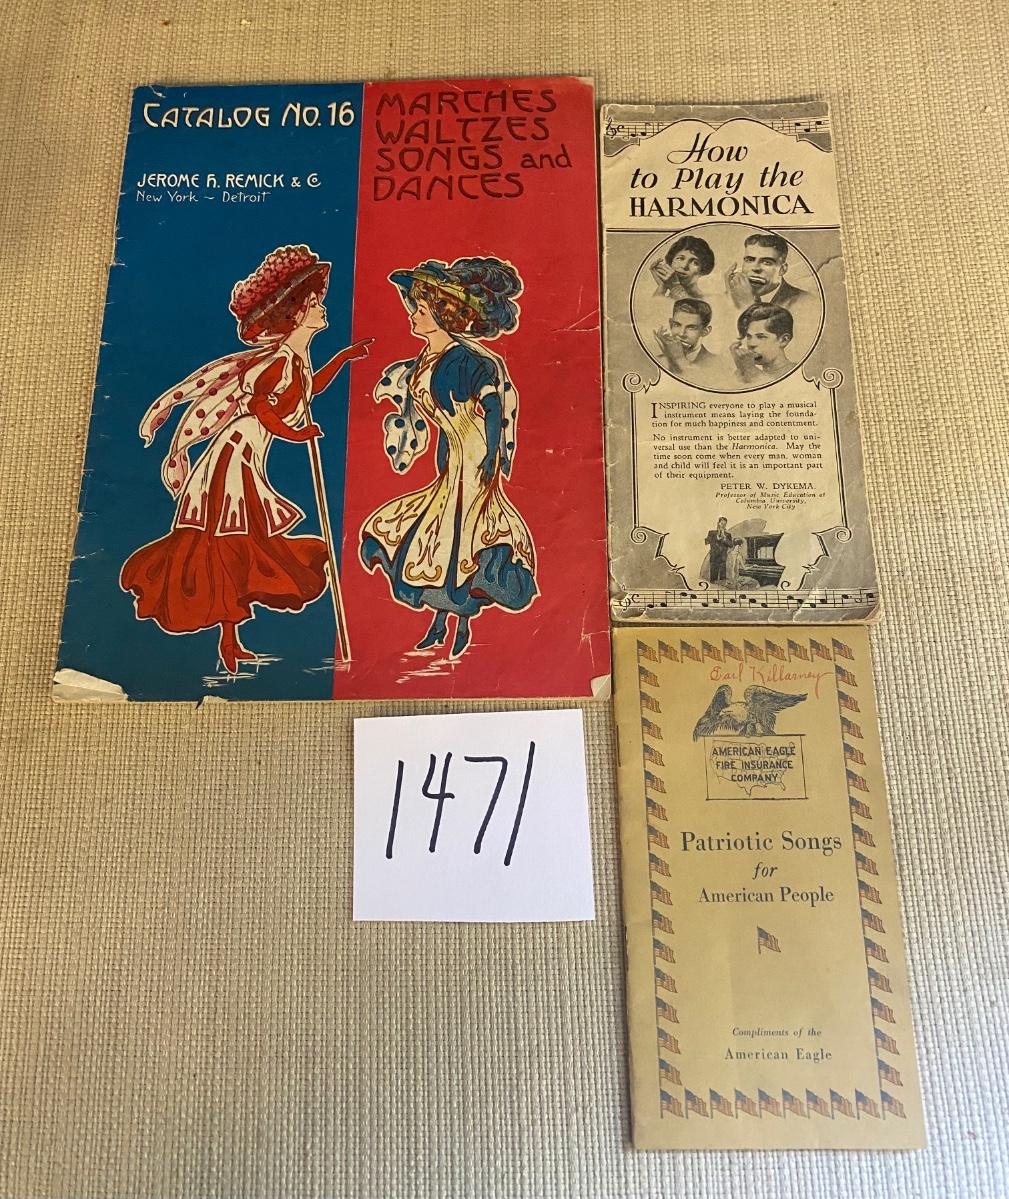 CATALOG No. 16
JEROME H. REMICK & Co
New York ~ Detroit
MARCHES
WALTZES
SONGS and
DANCES
How
to Play the
HARMONICA
INSPIRING everyone to play a musical
instrument means laying the founda-
tion for much happiness and contentment.
No instrument is better adapted to uni-
versal use than the Harmonica. May the
time soon come when every man, woman
and child will feel it is an important part
of their equipment.
PETER W. DYKEMA.
Professor of Music Education at
Columbia University,
New York City
Earl Killarney
AMERICAN EAGLE
FIRE INSURANCE
COMPANY
Patriotic Songs
for
American People
Compliments of the
American Eagle
1471